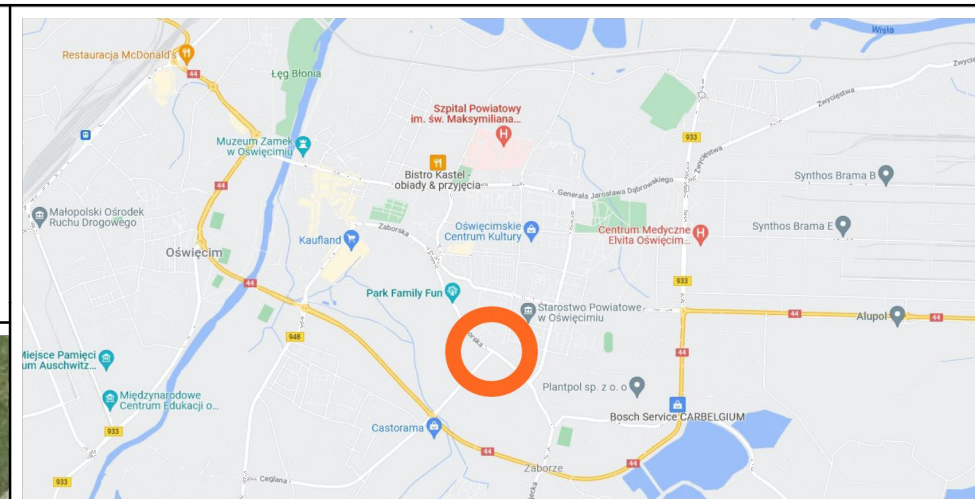 Wisła
Restauracja McDonald's
44
Łęg Błonia
Zwycięstwa
Szpital Powiatowy
im. św. Maksymiliana...
933
Muzeum Zamek
w Oświęcimiu
Bistro Kastel -
obiady & przyjęcia
Zwycięstwa
Synthos Brama B
Generała Jarosława Dąbrowskiego
44
Małopolski Ośrodek
Ruchu Drogowego
Zaborska
Oświęcimskie
Centrum Kultury
Centrum Medyczne
Elvita Oświęcim...
Synthos Brama E
Kaufland
Oświęcim
44
933
Park Family Fun
Starostwo Powiatowe
w Oświęcimiu
44
Alupol
44
948
44
Miejsce Pamięci
um Auschwitz...
Plantpol sp. z o. o
Międzynarodowe
Centrum Edukacji o...
Bosch Service CARBELGIUM
Castorama
933
44
44
Zaborze
933
Ceglana